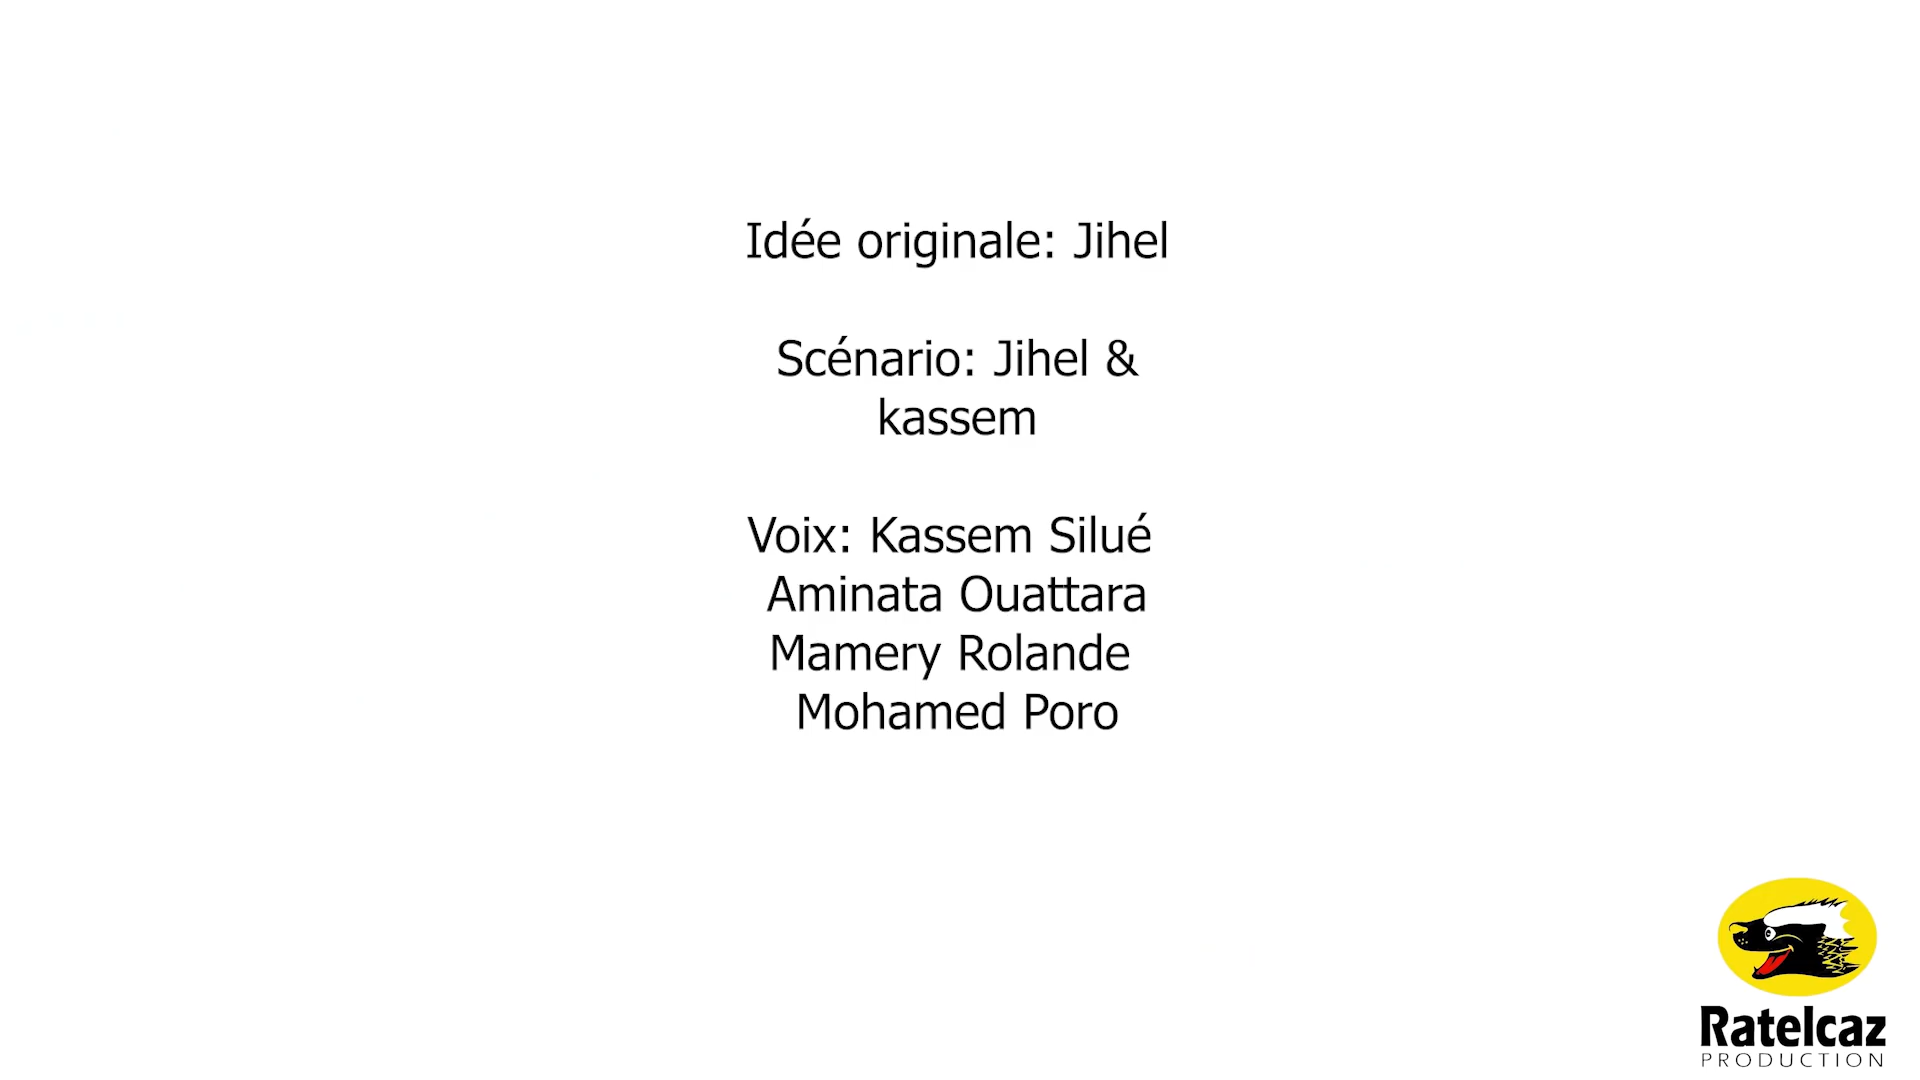 Idée originale: Jihel
Scénario: Jihel &
kassem
Voix: Kassem Silué
Aminata Ouattara
Mamery Rolande
Mohamed Poro
Ratelcaz
PRODUCTION